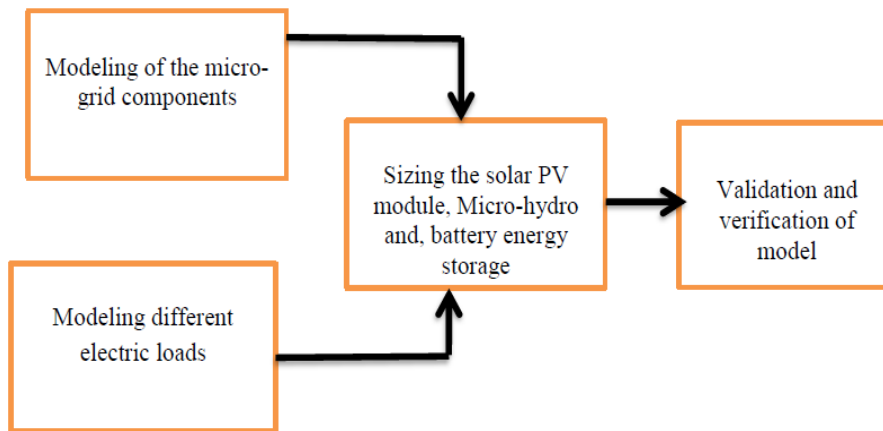 Modeling of the micro-
grid components
Sizing the solar PV
module, Micro-hydro
and, battery energy
storage
Validation and
verification of
model
Modeling different
electric loads